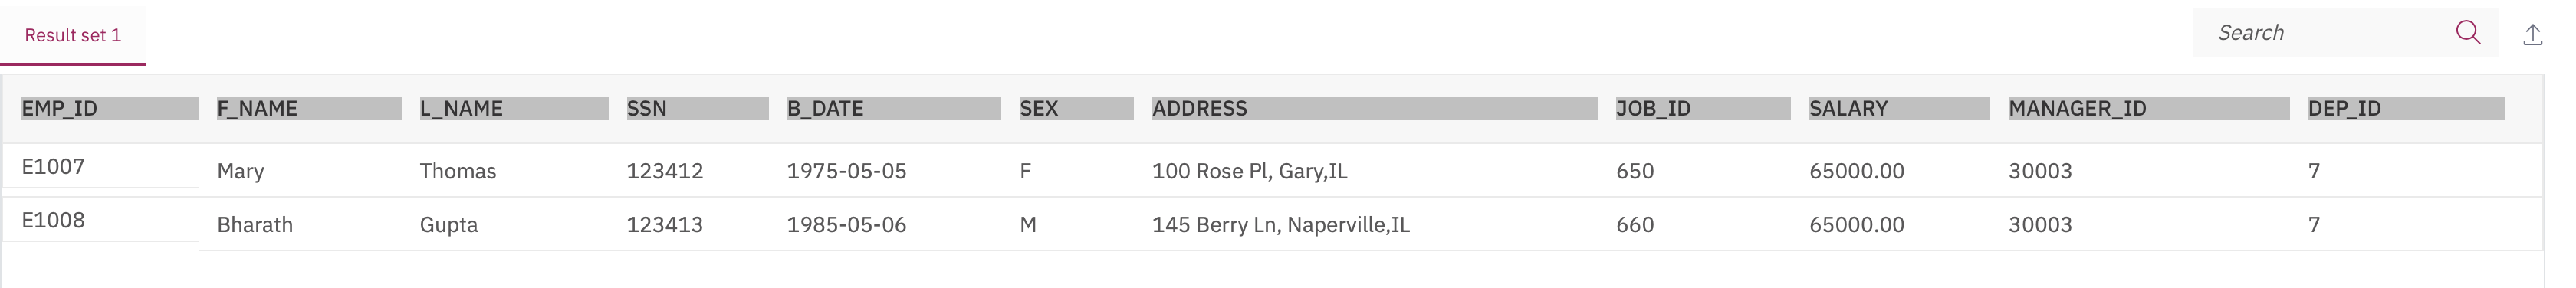 Result set 1
Search
EMP_ID F_NAME L_NAME SSN B_DATE SEX ADDRESS JOB_ID SALARY MANAGER_ID DEP_ID
E1007 Mary Thomas 123412 1975-05-05 F 100 Rose Pl, Gary,IL 650 65000.00 30003 7
E1008 Bharath Gupta 123413 1985-05-06 M 145 Berry Ln, Naperville,IL 660 65000.00 30003 7